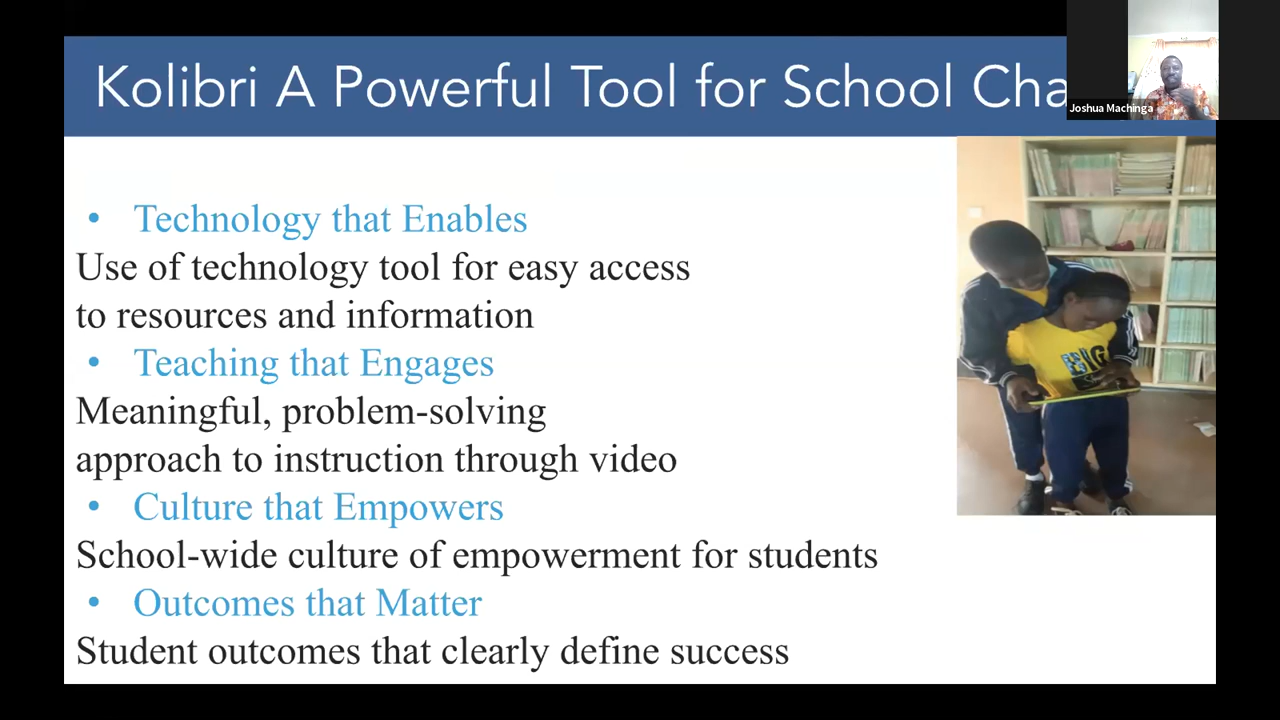 Kolibri A Powerful Tool for School Cha
Joshua Machinga
• Technology that Enables
Use of technology tool for easy access
to resources and information
• Teaching that Engages
Meaningful, problem-solving
approach to instruction through video
• Culture that Empowers
School-wide culture of empowerment for students
• Outcomes that Matter
Student outcomes that clearly define success